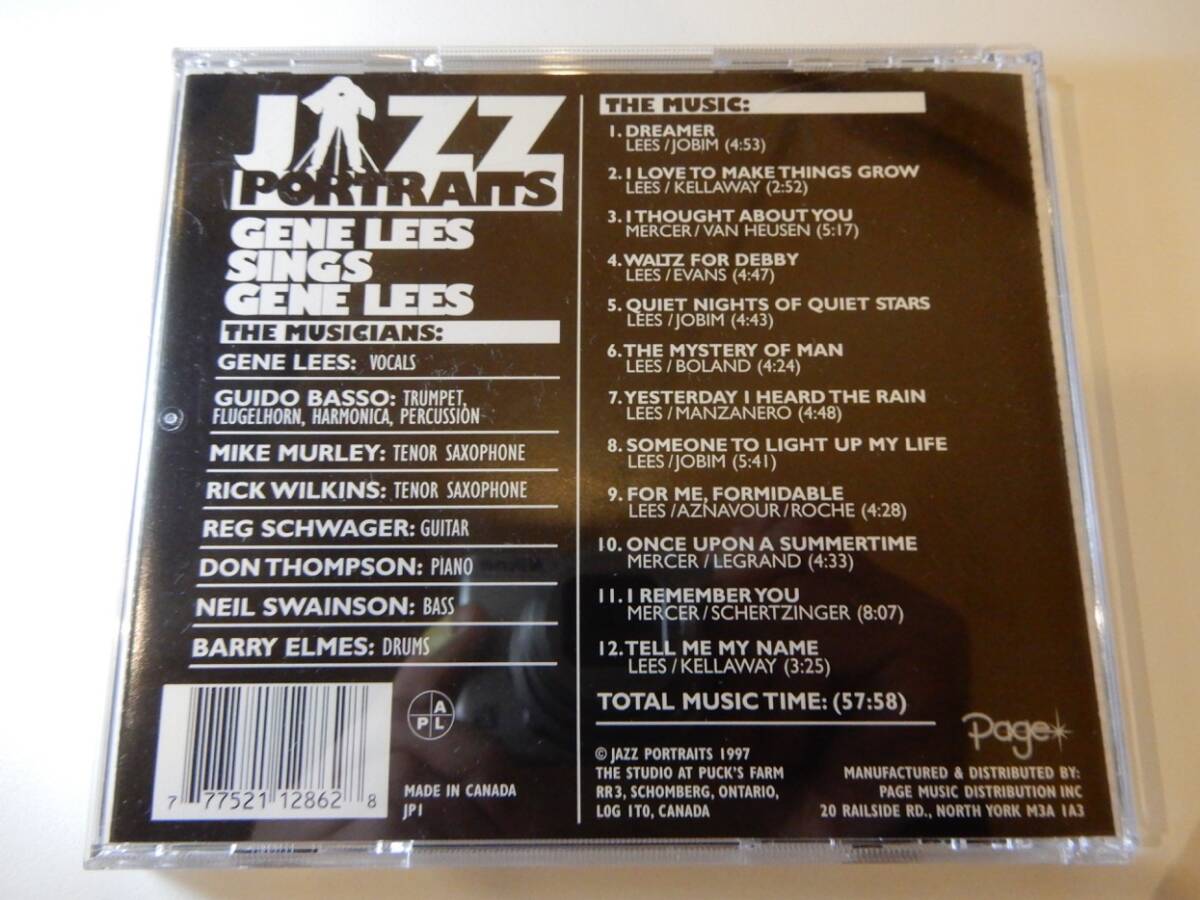 JAZZ
PORTRAITS
GENE LEES
SINGS
GENE LEES
THE MUSICIANS:
GENE LEES: VOCALS
GUIDO BASSO: TRUMPET,
FLUGELHORN, HARMONICA, PERCUSSION
MIKE MURLEY: TENOR SAXOPHONE
RICK WILKINS: TENOR SAXOPHONE
REG SCHWAGER: GUITAR
DON THOMPSON: PIANO
NEIL SWAINSON: BASS
BARRY ELMES: DRUMS
7 77521 12862 8
A
P L
MADE IN CANADA
JP1
THE MUSIC:
1. DREAMER
LEES / JOBIM (4:53)
2. I LOVE TO MAKE THINGS GROW
LEES / KELLAWAY (2:52)
3. I THOUGHT ABOUT YOU
MERCER / VAN HEUSEN (5:17)
4. WALTZ FOR DEBBY
LEES / EVANS (4:47)
5. QUIET NIGHTS OF QUIET STARS
LEES / JOBIM (4:43)
6. THE MYSTERY OF MAN
LEES / BOLAND (4:24)
7. YESTERDAY I HEARD THE RAIN
LEES / MANZANERO (4:48)
8. SOMEONE TO LIGHT UP MY LIFE
LEES / JOBIM (5:41)
9. FOR ME, FORMIDABLE
LEES / AZNAVOUR / ROCHE (4:28)
10. ONCE UPON A SUMMERTIME
MERCER / LEGRAND (4:33)
11. I REMEMBER YOU
MERCER / SCHERTZINGER (8:07)
12. TELL ME MY NAME
LEES / KELLAWAY (3:25)
TOTAL MUSIC TIME: (57:58)
© JAZZ PORTRAITS 1997
THE STUDIO AT PUCK'S FARM
RR3, SCHOMBERG, ONTARIO,
L0G 1T0, CANADA
Page
MANUFACTURED & DISTRIBUTED BY:
PAGE MUSIC DISTRIBUTION INC
20 RAILSIDE RD., NORTH YORK M3A 1A3